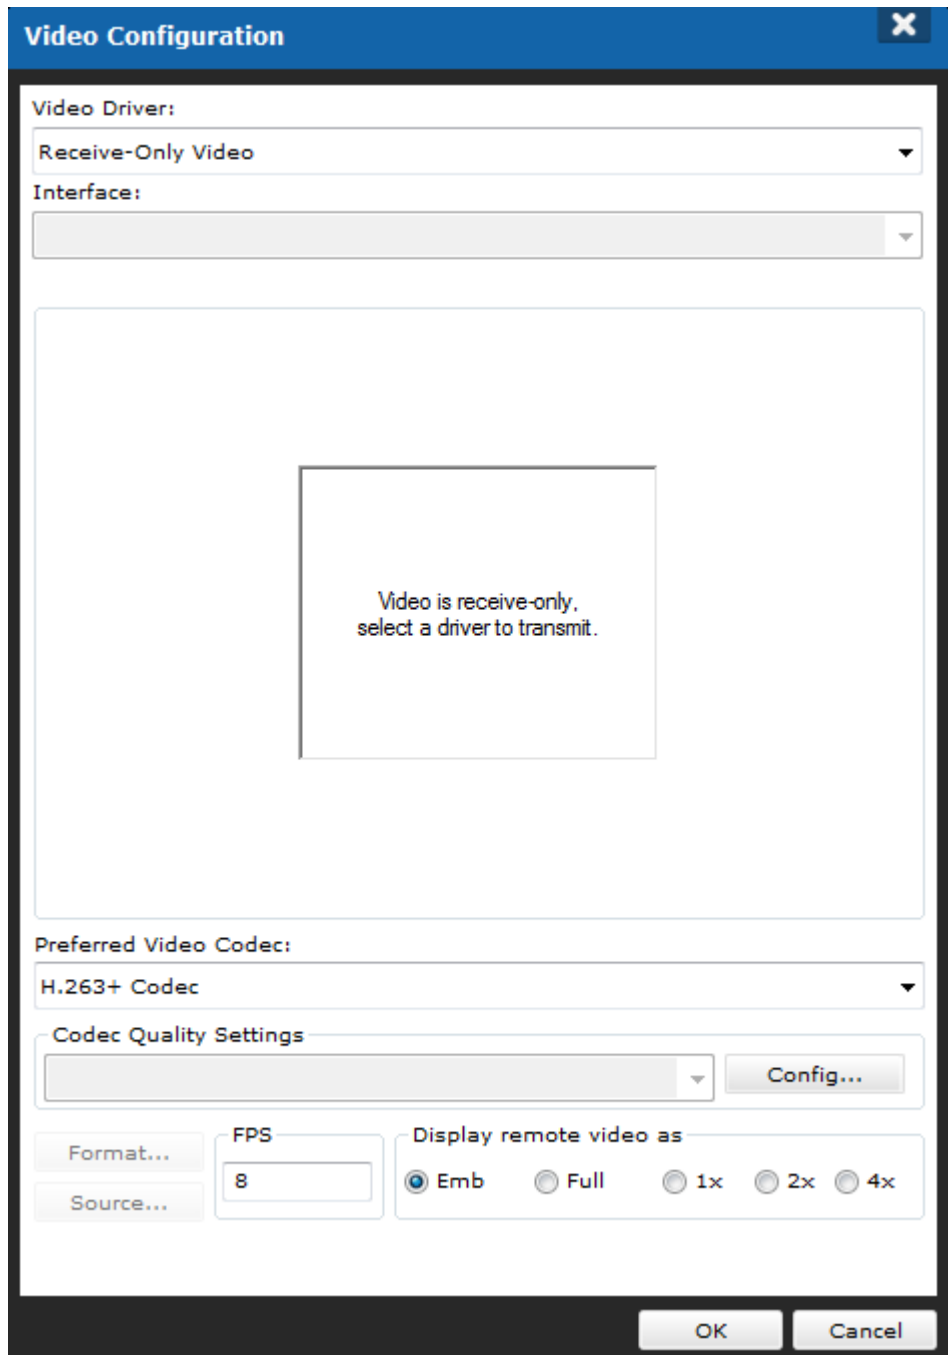 Video Configuration
Video Driver:
Receive-Only Video
Interface:
Video is receive-only,
select a driver to transmit.
Preferred Video Codec:
H.263+ Codec
Codec Quality Settings
Config...
Format...
Source...
FPS
8
Display remote video as
Emb Full 1x 2x 4x
OK Cancel